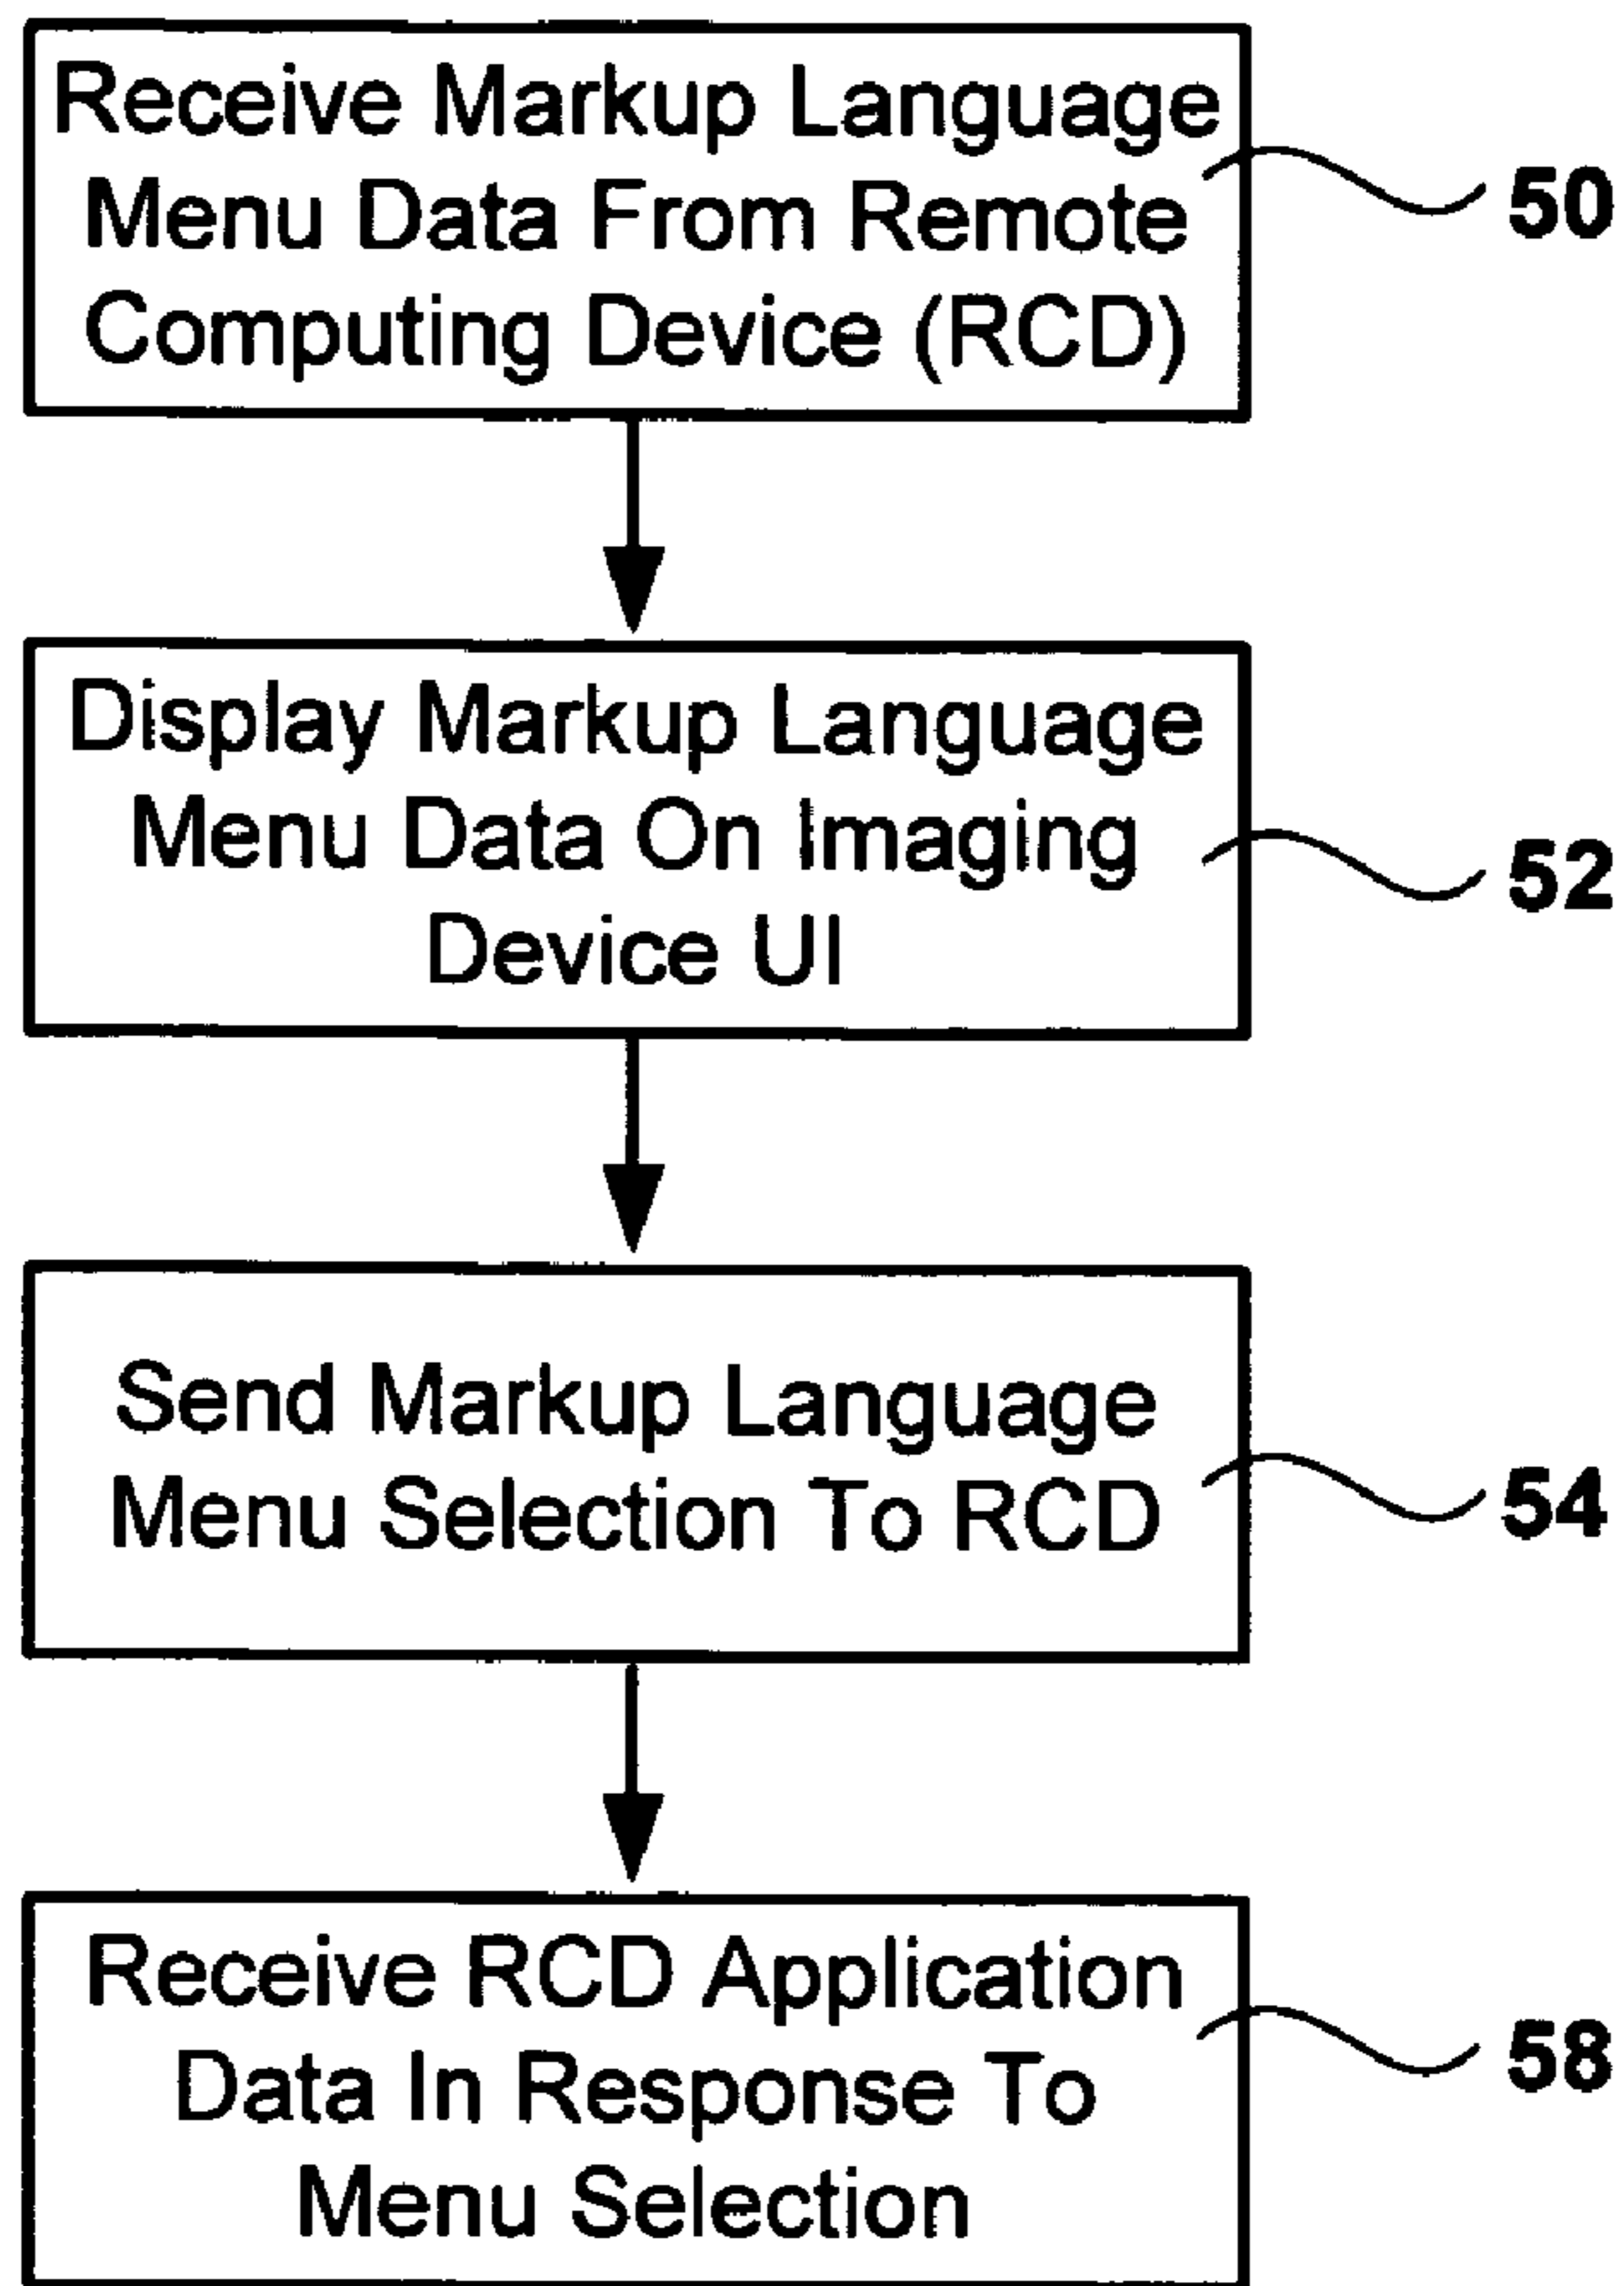 Receive Markup Language
Menu Data From Remote
Computing Device (RCD)
50
Display Markup Language
Menu Data On Imaging
Device UI
52
Send Markup Language
Menu Selection To RCD
54
Receive RCD Application
Data In Response To
Menu Selection
58